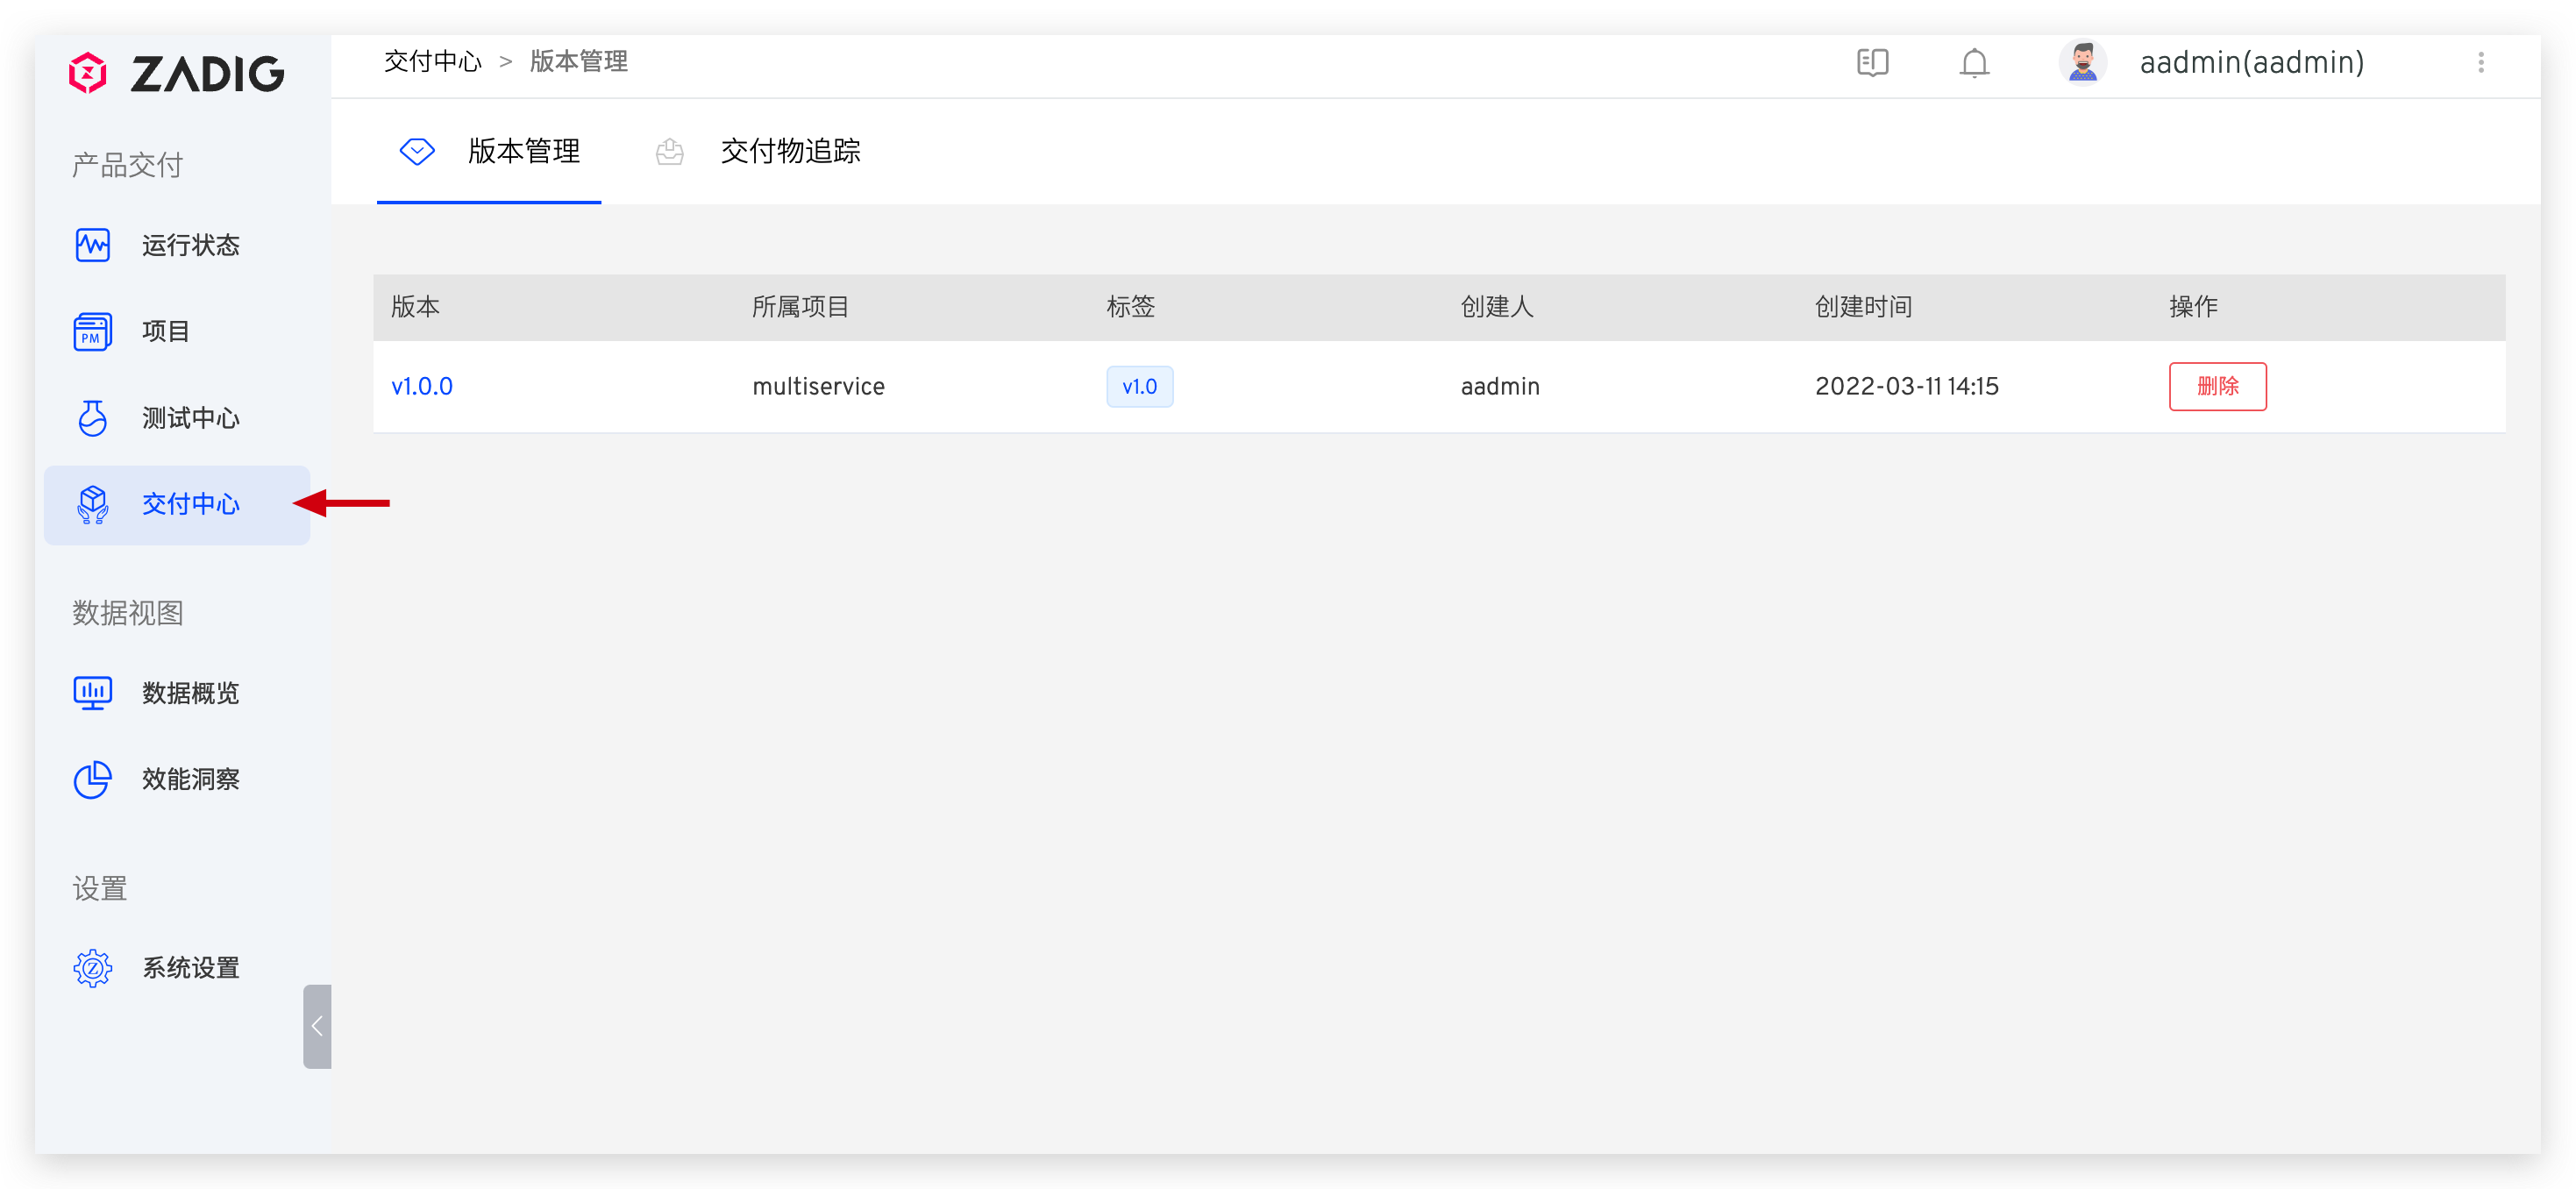 ZADIG
交付中心 > 版本管理
aadmin(aadmin)
产品交付
运行状态
PM
项目
测试中心
交付中心
数据视图
数据概览
效能洞察
设置
Z
系统设置
版本管理
交付物追踪
版本 所属项目 标签 创建人 创建时间 操作
v1.0.0 multiservice v1.0 aadmin 2022-03-11 14:15 删除